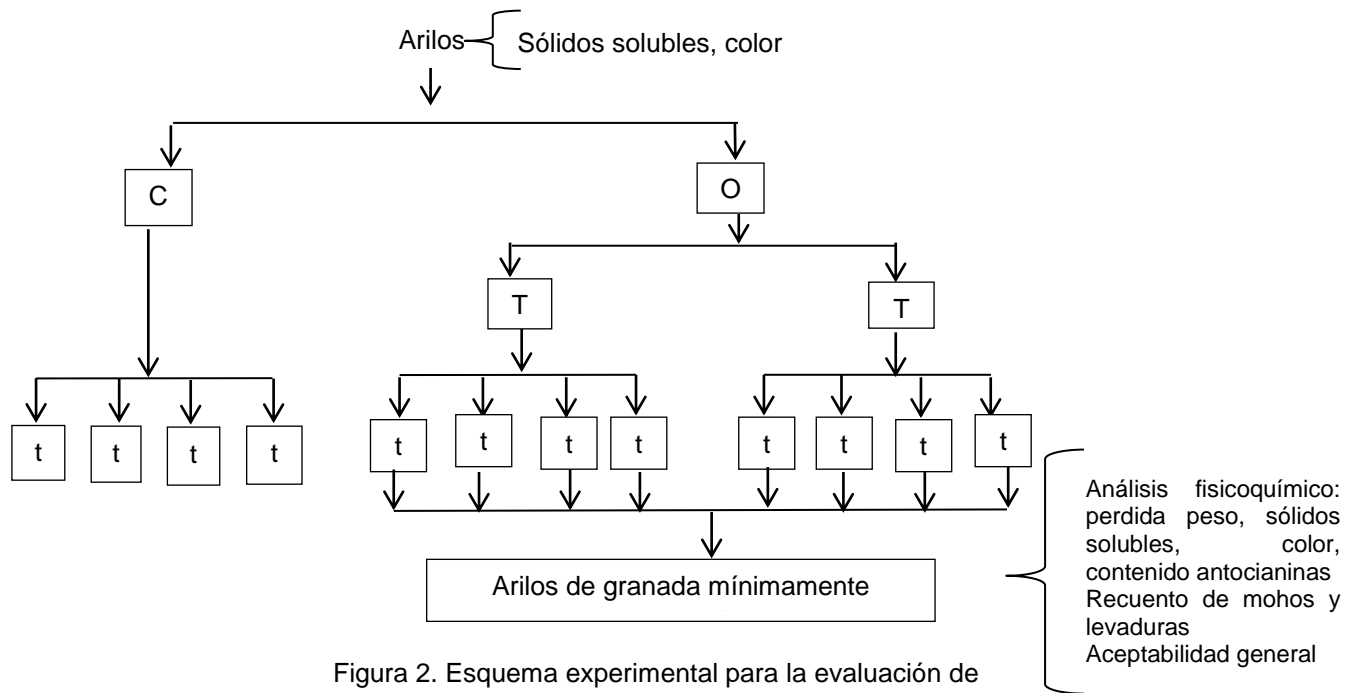 Arilos
Sólidos solubles, color
C
O
T
T
t
t
t
t
t
t
t
t
t
t
t
t
Arilos de granada mínimamente
Análisis fisicoquímico:
perdida peso, sólidos
solubles, color,
contenido antocianinas
Recuento de mohos y
levaduras
Aceptabilidad general
Figura 2. Esquema experimental para la evaluación de